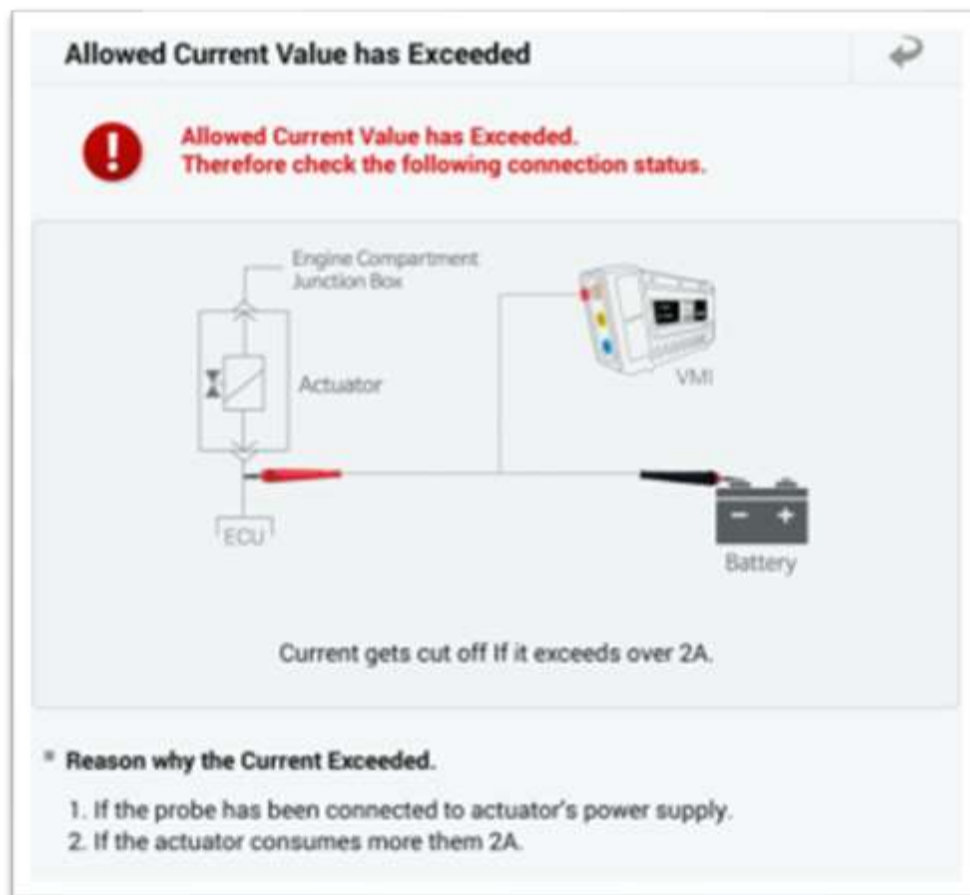 Allowed Current Value has Exceeded
Allowed Current Value has Exceeded.
Therefore check the following connection status.
Engine Compartment
Junction Box
VMI
Actuator
ECU
- +
Battery
Current gets cut off If it exceeds over 2A.
* Reason why the Current Exceeded.
1. If the probe has been connected to actuator's power supply.
2. If the actuator consumes more them 2A.